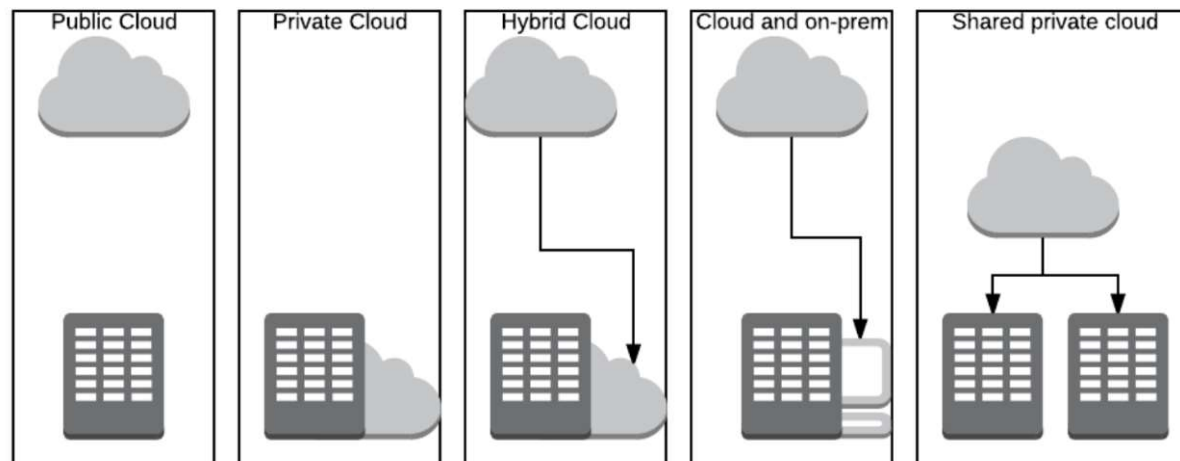 Public Cloud
Private Cloud
Hybrid Cloud
Cloud and on-prem
Shared private cloud